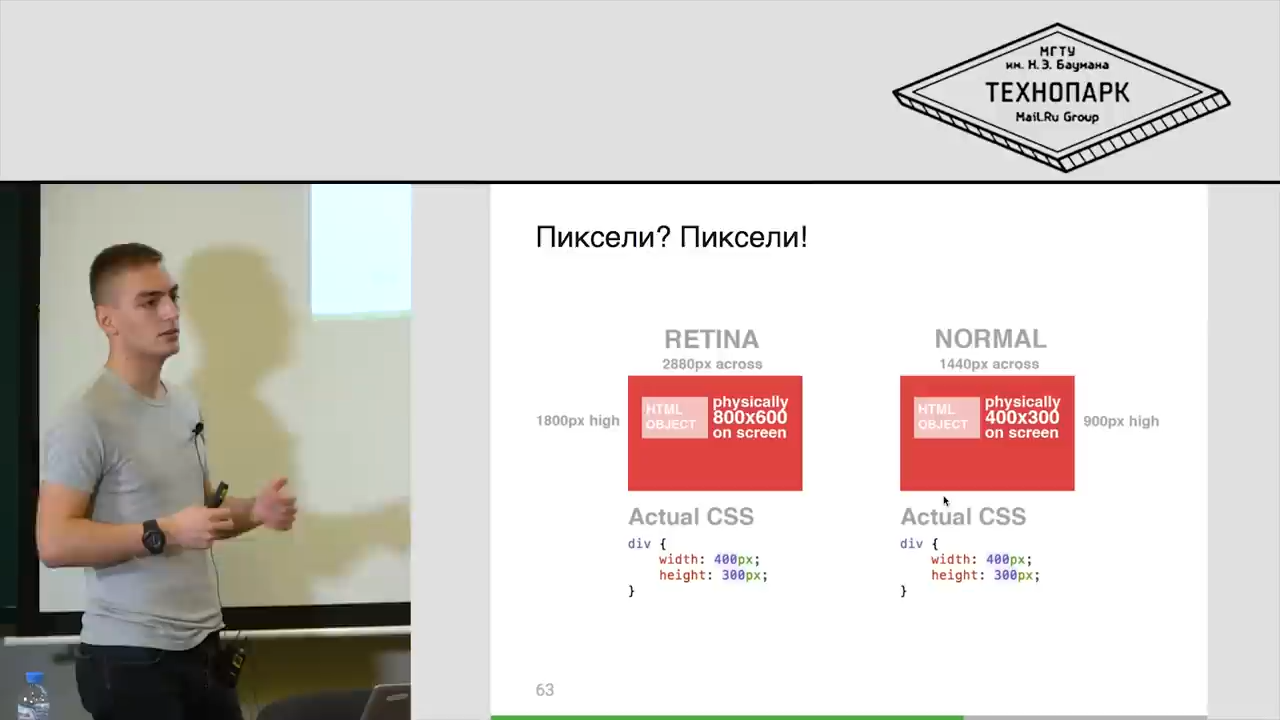 МГТУ
им. Н.Э. Баумана
ТЕХНОПАРК
Mail.Ru Group
Пиксели? Пиксели!
RETINA
2880px across
1800px high
HTML
OBJECT
physically
800x600
on screen
Actual CSS
div {
width: 400px;
height: 300px;
}
NORMAL
1440px across
HTML
OBJECT
physically
400x300
on screen
900px high
Actual CSS
div {
width: 400px;
height: 300px;
}
63